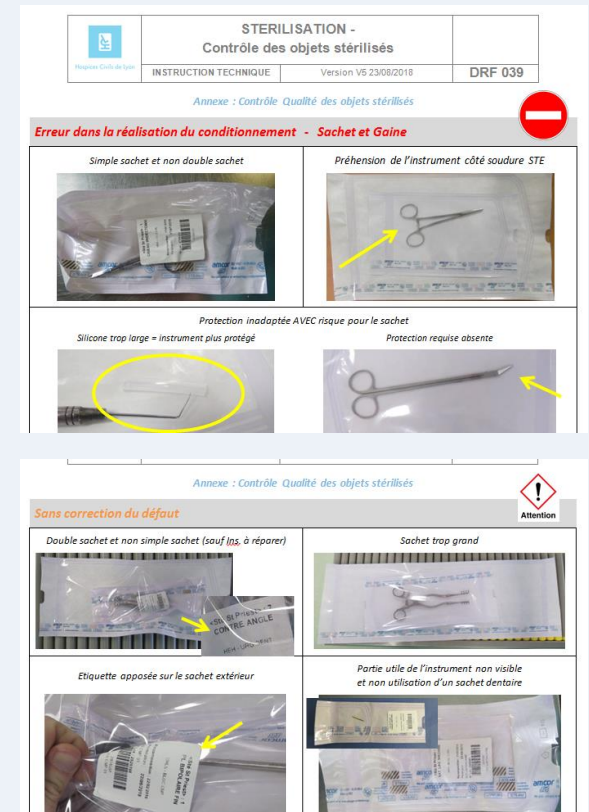 STERILISATION -
Contrôle des objets stérilisés
Hospices Civils de Lyon
INSTRUCTION TECHNIQUE
Version V5 23/08/2018
DRF 039
Annexe : Contrôle Qualité des objets stérilisés
Erreur dans la réalisation du conditionnement - Sachet et Gaine
Simple sachet et non double sachet
Préhension de l'instrument côté soudure STE
amcor
Protection inadaptée AVEC risque pour le sachet
Silicone trop large = instrument plus protégé
Protection requise absente
Annexe : Contrôle Qualité des objets stérilisés
Attention
Sans correction du défaut
Double sachet et non simple sachet (sauf Ins. à réparer)
Sachet trop grand
CONTRE ANGLE
Etiquette apposée sur le sachet extérieur
Partie utile de l'instrument non visible
et non utilisation d'un sachet dentaire
amcor